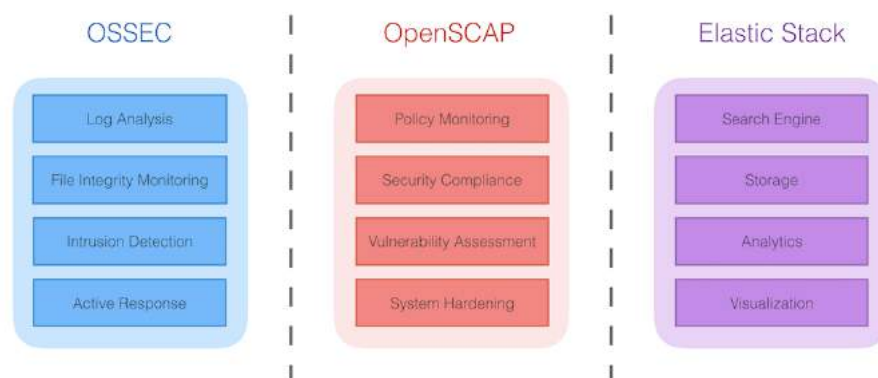 OSSEC
Log Analysis
File Integrity Monitoring
Intrusion Detection
Active Response
OpenSCAP
Policy Monitoring
Security Compliance
Vulnerability Assessment
System Hardening
Elastic Stack
Search Engine
Storage
Analytics
Visualization